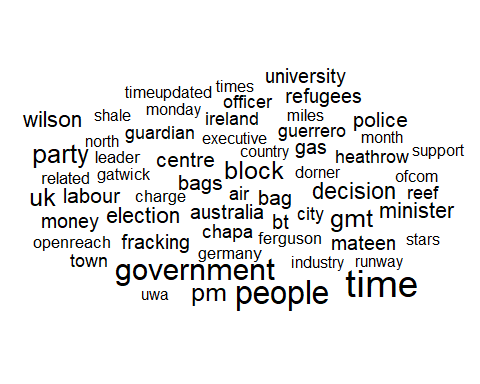 university
timeupdated times
officer refugees
wilson shale monday ireland miles police
guardian executive guerrero month
north
party leader centre country gas heathrow support
related gatwick bags block dorner decision ofcom
uk labour charge air bag reef
money election australia bt city gmt minister
openreach fracking chapa ferguson mateen stars
town germany industry runway
government
uwa pm people time